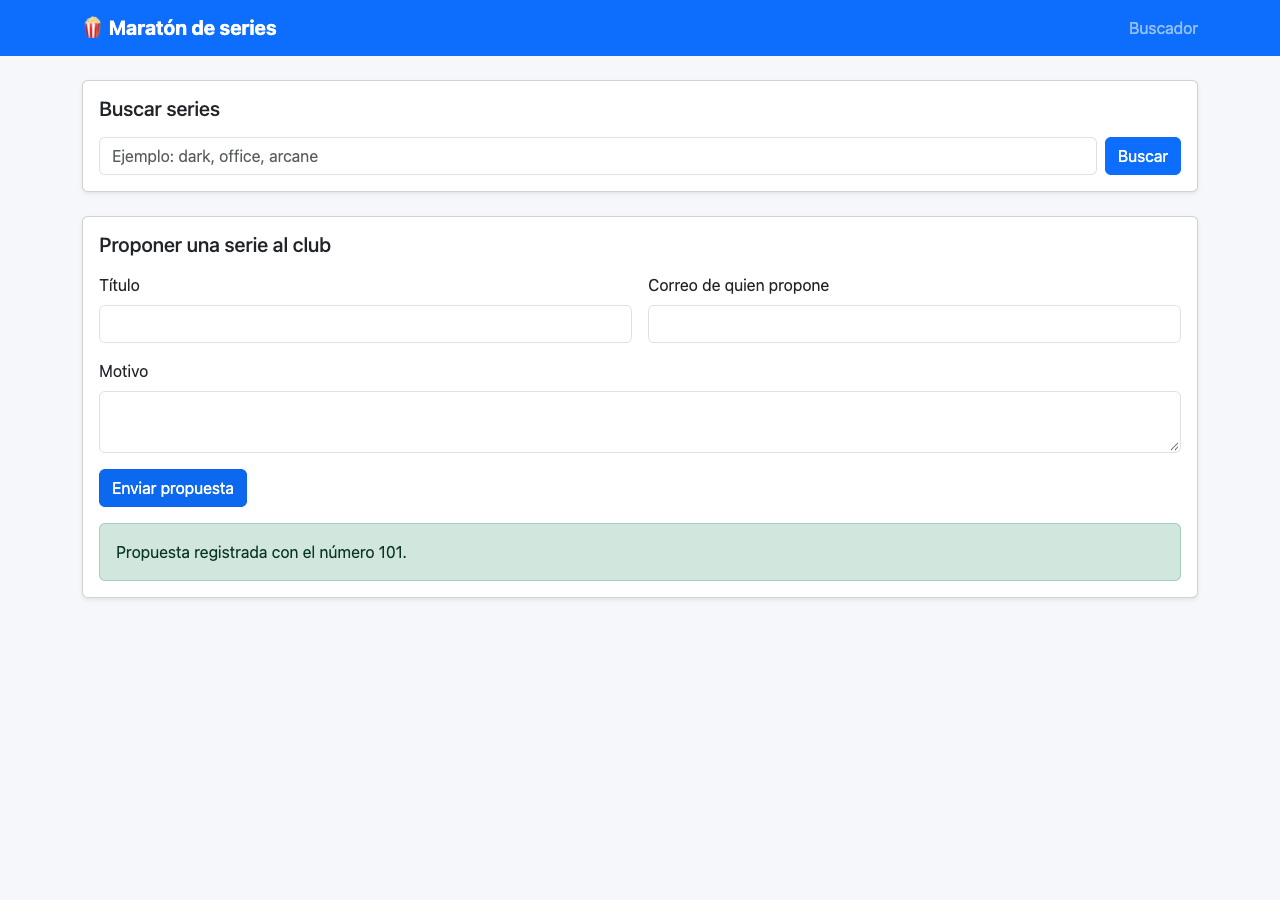 🍿 Maratón de series
Buscador
Buscar series
Ejemplo: dark, office, arcane
Buscar
Proponer una serie al club
Título
Correo de quien propone
Motivo
Enviar propuesta
Propuesta registrada con el número 101.